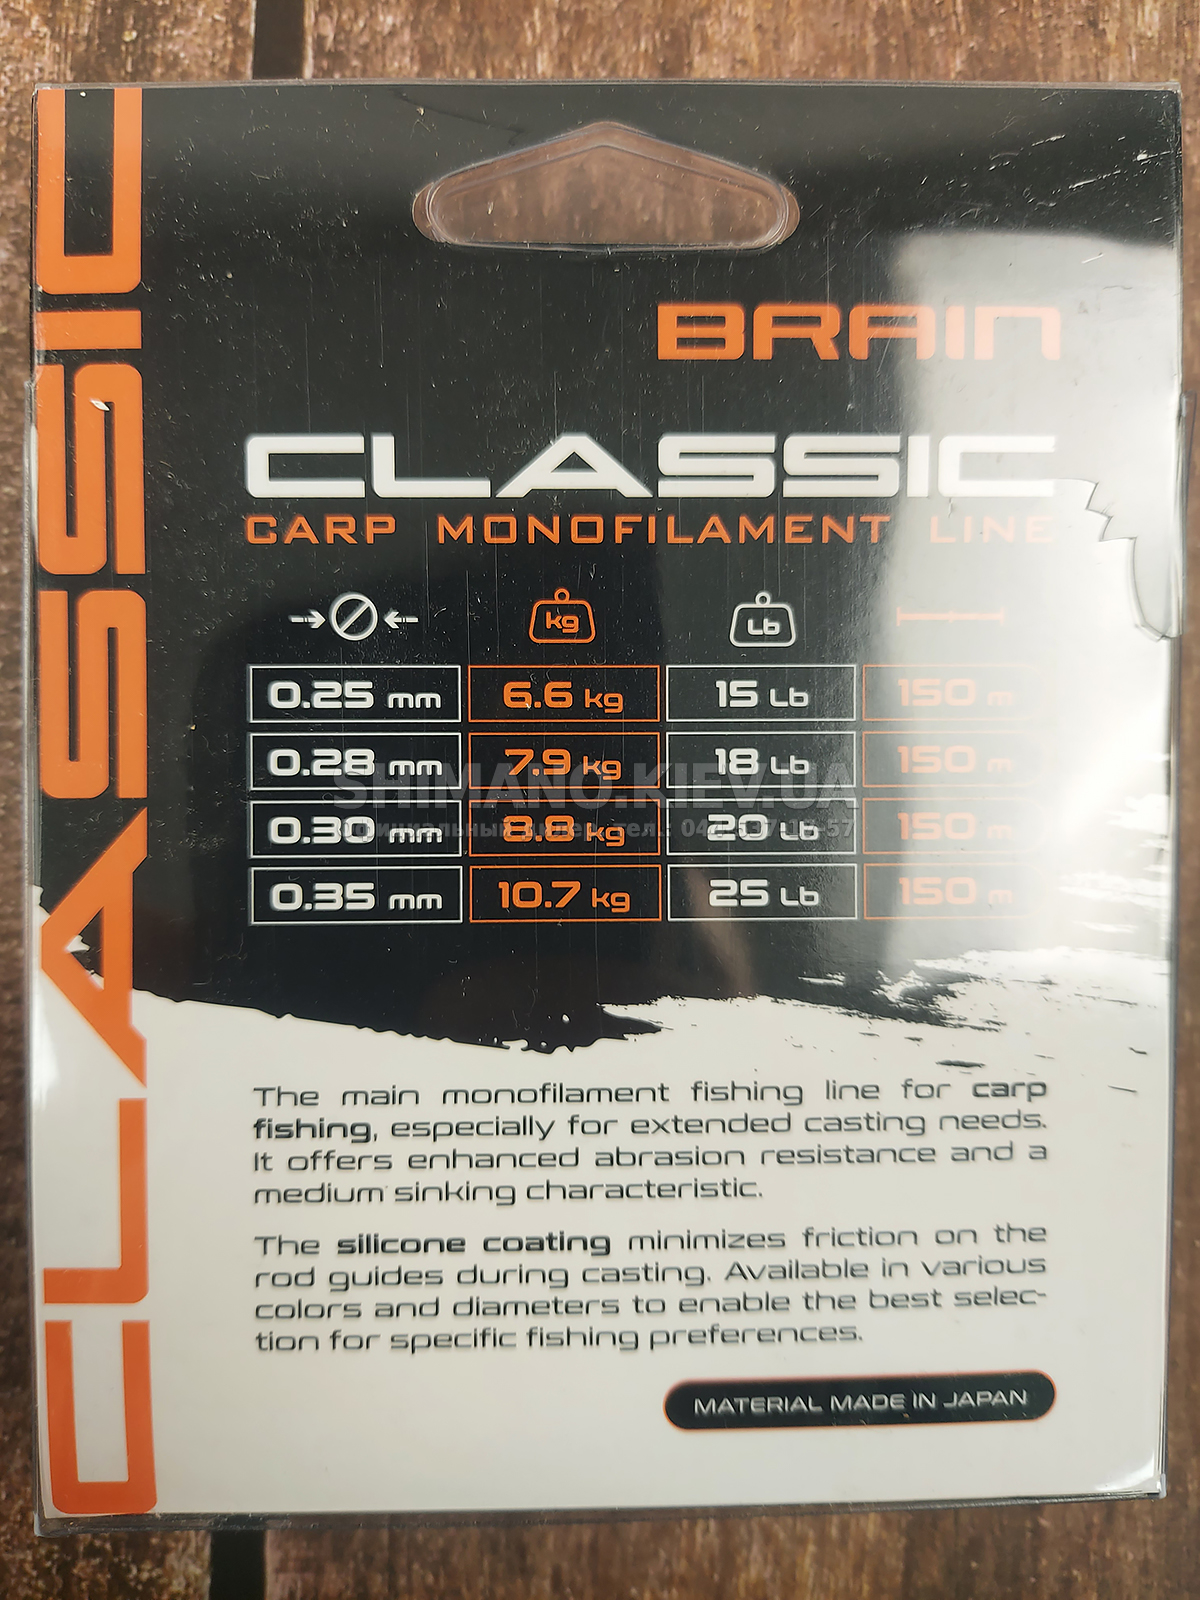 CLASSIC
BRAIN
CLASSIC
CARP MONOFILAMENT LINE
kg Lb
0.25 mm 6.6 kg 15 Lb 150 m
0.28 mm 7.9 kg 18 Lb 150 m
SHIMANO.KIEV.UA
0.30 mm 8.8 kg 20 Lb 150 m
Официальный дилер, тел.:
0.35 mm 10.7 kg 25 Lb 150 m
The main monofilament fishing line for carp
fishing, especially for extended casting needs.
It offers enhanced abrasion resistance and a
medium sinking characteristic.
The silicone coating minimizes friction on the
rod guides during casting. Available in various
colors and diameters to enable the best selec-
tion for specific fishing preferences.
MATERIAL MADE IN JAPAN